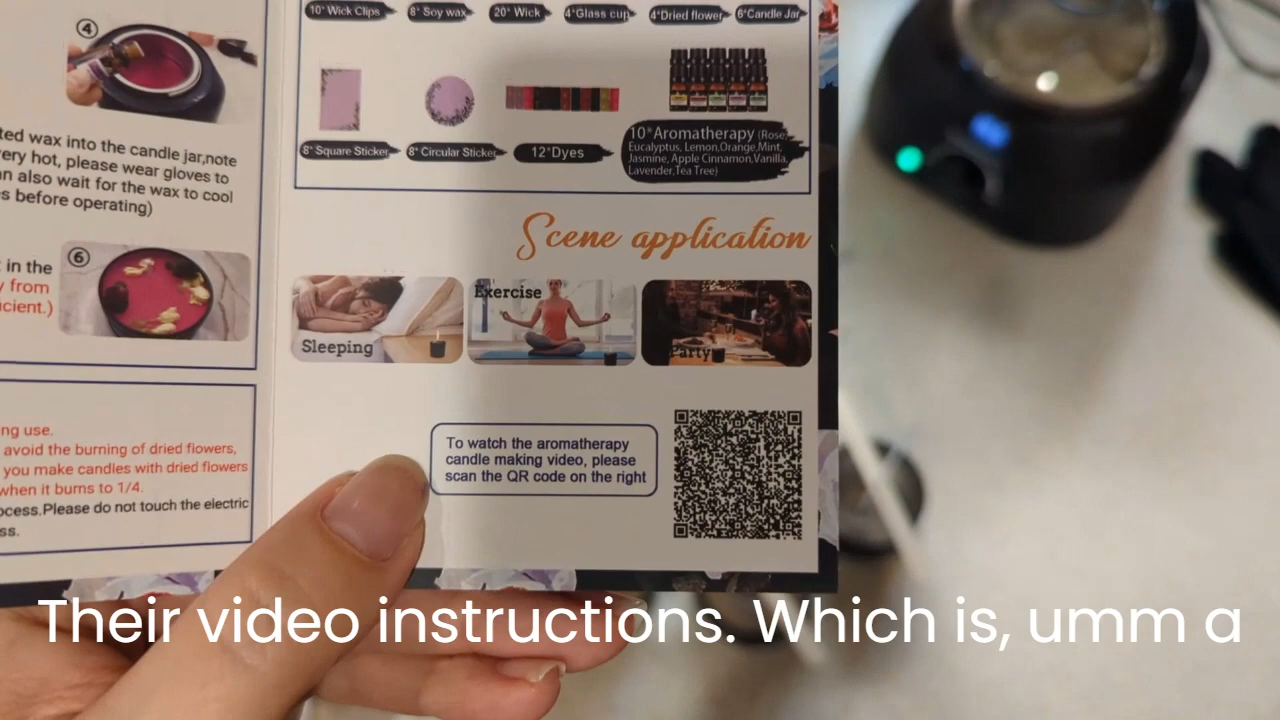 ④
ted wax into the candle jar,note
ery hot, please wear gloves to
n also wait for the wax to cool
s before operating)
in the
y from
icient.)
⑥
ng use.
avoid the burning of dried flowers,
you make candles with dried flowers
when it burns to 1/4.
ocess.Please do not touch the electric
ss.
10* Wick Clips
8* Soy wax
20* Wick
4*Glass cup
4*Dried flower
6*Candle Jar
8* Square Sticker
8* Circular Sticker
12*Dyes
10*Aromatherapy (Rose,
Eucalyptus, Lemon,Orange,Mint,
Jasmine, Apple Cinnamon,Vanilla,
Lavender,Tea Tree)
Scene application
Sleeping
Exercise
Party
To watch the aromatherapy
candle making video, please
scan the QR code on the right
Their video instructions. Which is, umm a